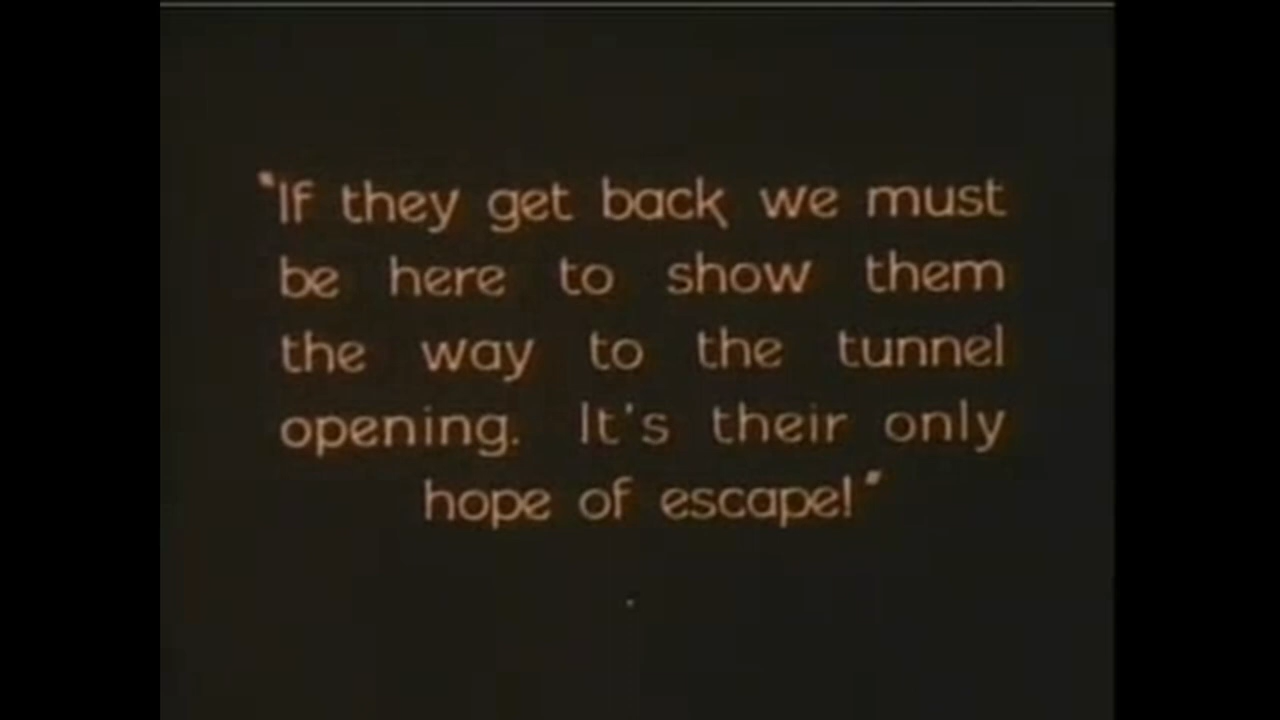 "If they get back we must
be here to show them
the way to the tunnel
opening. It's their only
hope of escape!"